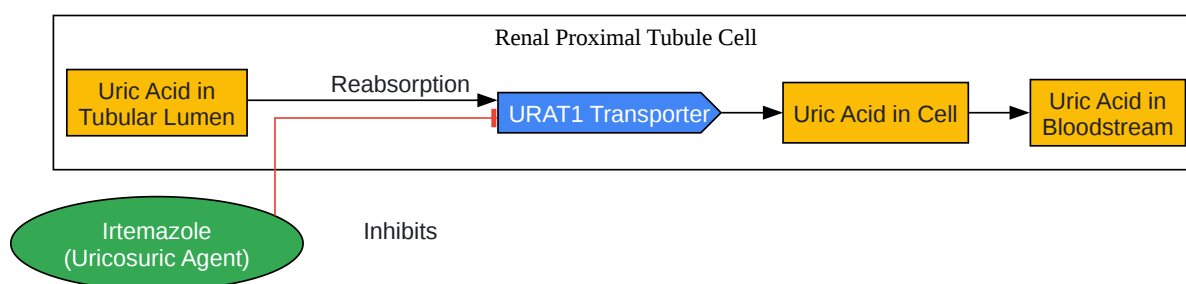 Renal Proximal Tubule Cell
Uric Acid in
Tubular Lumen
Reabsorption
URAT1 Transporter
Uric Acid in Cell
Uric Acid in
Bloodstream
Irtemazole
(Uricosuric Agent)
Inhibits